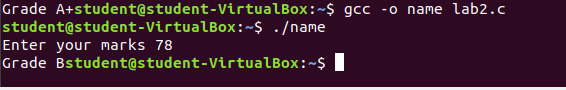 Grade A+student@student-VirtualBox:~$ gcc -o name lab2.c
student@student-VirtualBox:~$ ./name
Enter your marks 78
Grade Bstudent@student-VirtualBox:~$